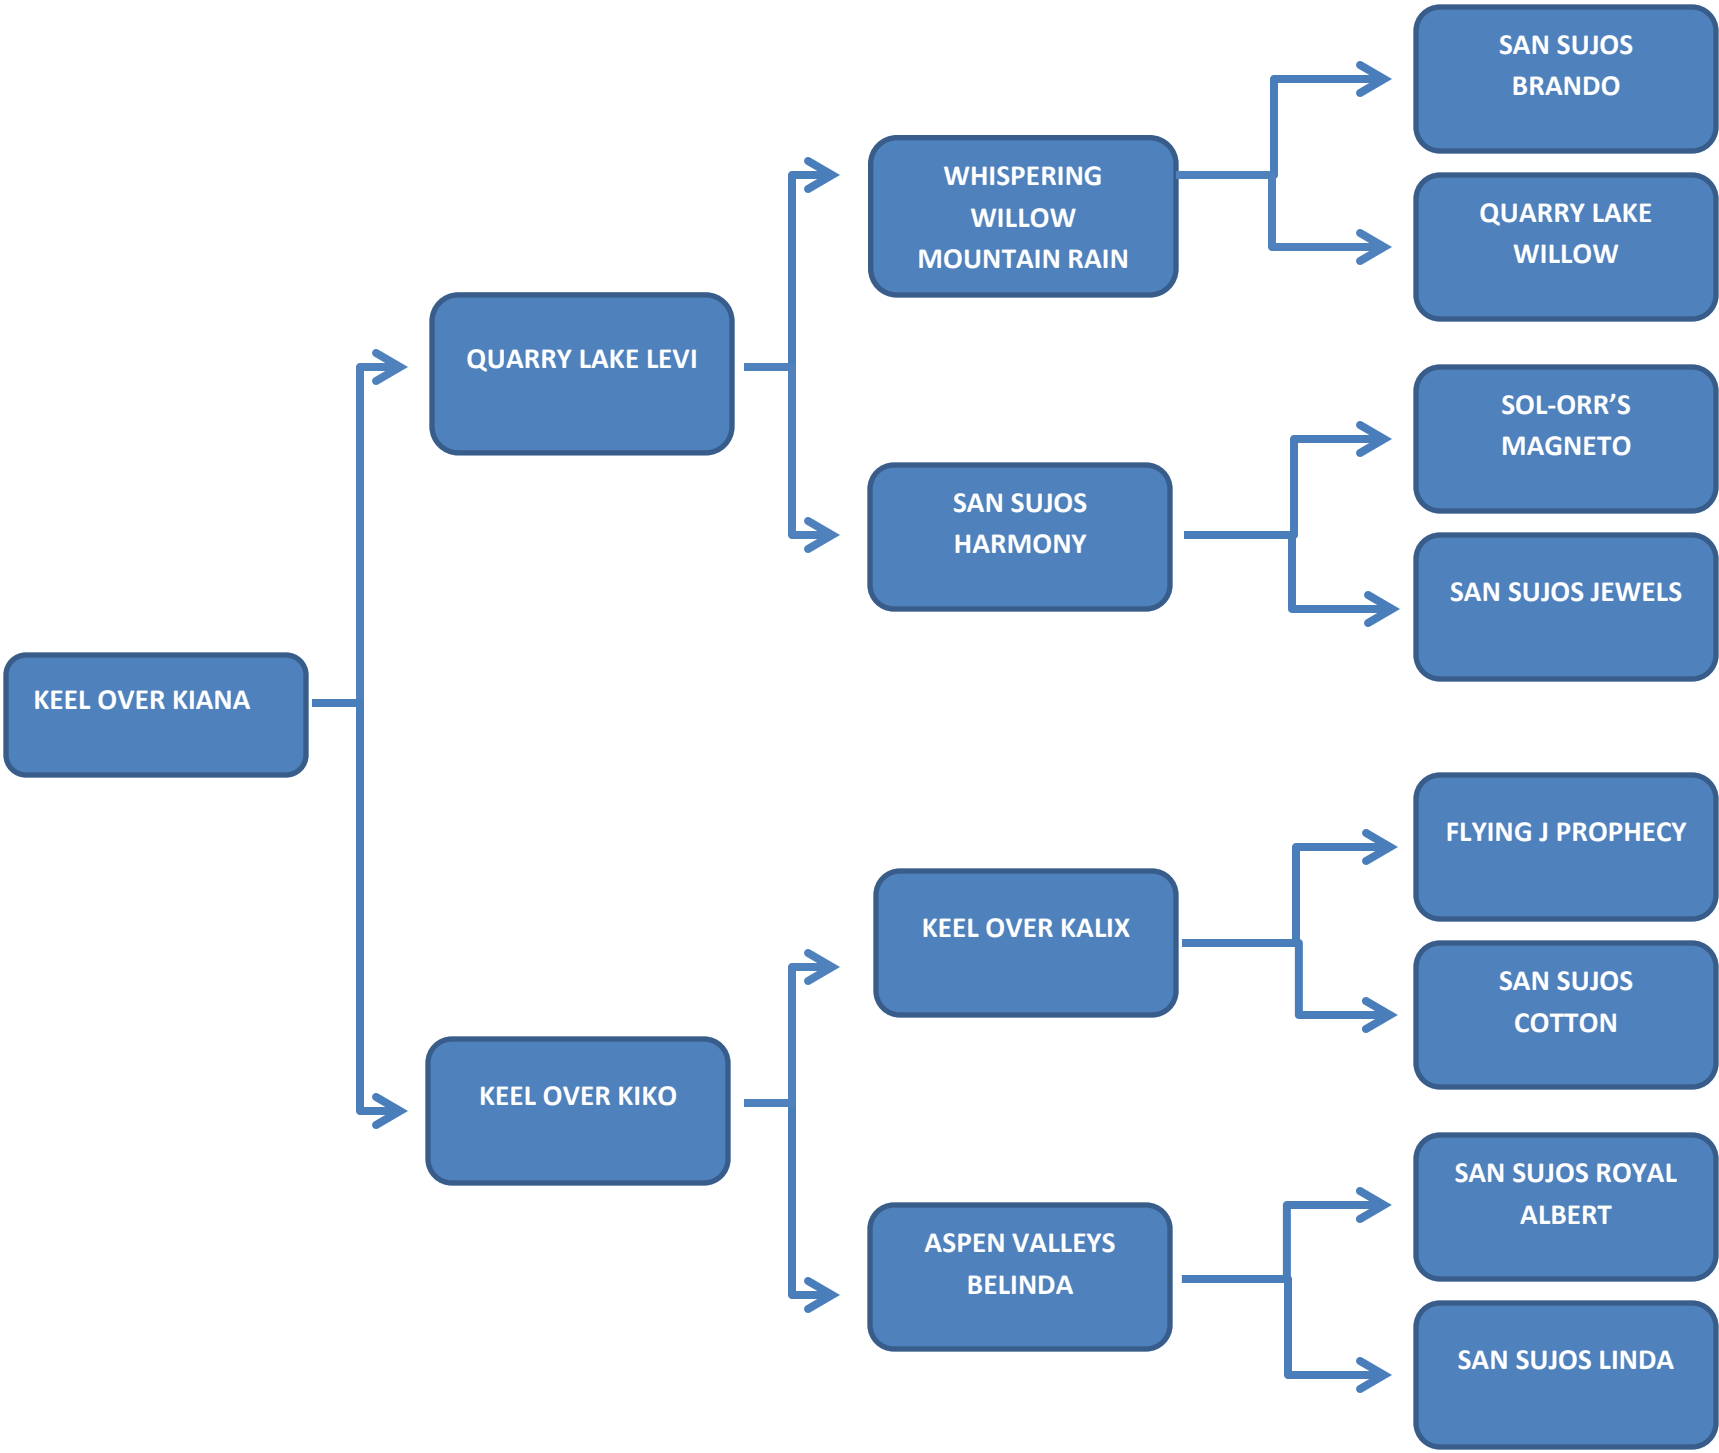 KEEL OVER KIANA
QUARRY LAKE LEVI
KEEL OVER KIKO
WHISPERING
WILLOW
MOUNTAIN RAIN
SAN SUJOS
HARMONY
KEEL OVER KALIX
ASPEN VALLEYS
BELINDA
SAN SUJOS
BRANDO
QUARRY LAKE
WILLOW
SOL-ORR’S
MAGNETO
SAN SUJOS JEWELS
FLYING J PROPHECY
SAN SUJOS
COTTON
SAN SUJOS ROYAL
ALBERT
SAN SUJOS LINDA